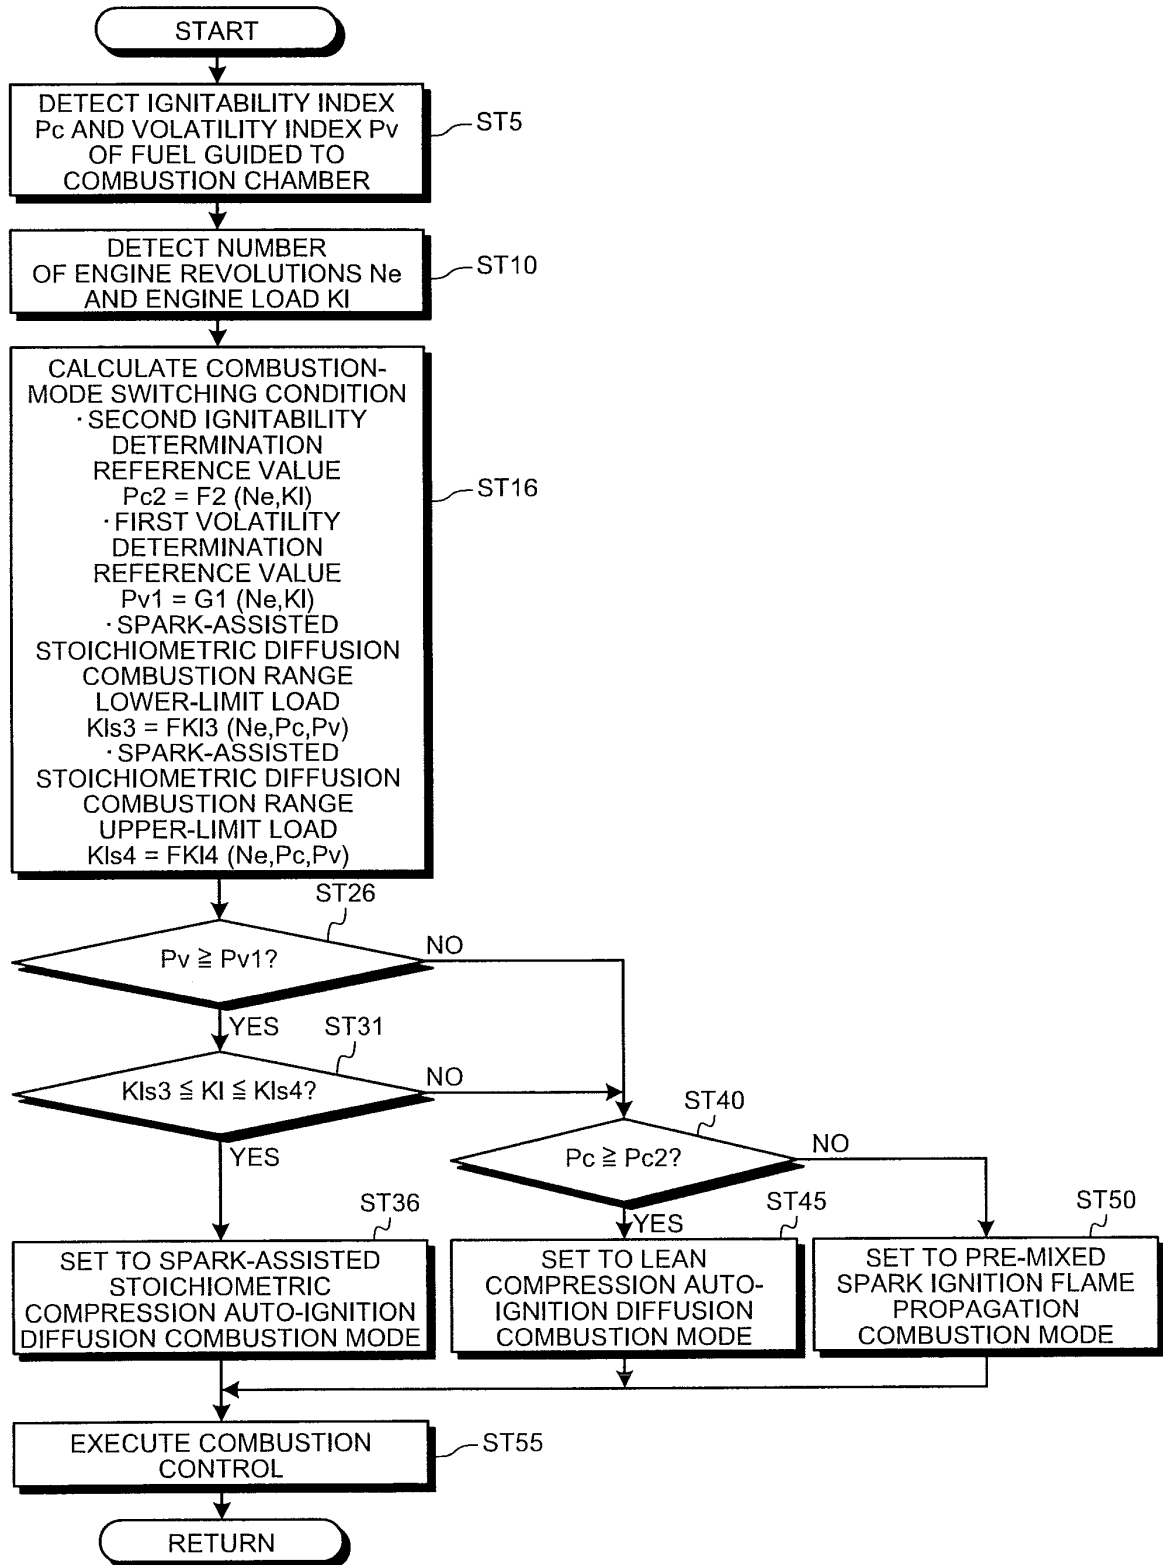 START
DETECT IGNITABILITY INDEX
Pc AND VOLATILITY INDEX Pv
OF FUEL GUIDED TO
COMBUSTION CHAMBER
ST5
DETECT NUMBER
OF ENGINE REVOLUTIONS Ne
AND ENGINE LOAD Kl
ST10
CALCULATE COMBUSTION-
MODE SWITCHING CONDITION
・SECOND IGNITABILITY
DETERMINATION
REFERENCE VALUE
Pc2 = F2 (Ne,Kl)
・FIRST VOLATILITY
DETERMINATION
REFERENCE VALUE
Pv1 = G1 (Ne,Kl)
・SPARK-ASSISTED
STOICHIOMETRIC DIFFUSION
COMBUSTION RANGE
LOWER-LIMIT LOAD
Kls3 = FKl3 (Ne,Pc,Pv)
・SPARK-ASSISTED
STOICHIOMETRIC DIFFUSION
COMBUSTION RANGE
UPPER-LIMIT LOAD
Kls4 = FKl4 (Ne,Pc,Pv)
ST16
ST26
Pv ≧ Pv1?
NO
YES
ST31
Kls3 ≦ Kl ≦ Kls4?
NO
YES
ST40
Pc ≧ Pc2?
NO
YES
ST36
SET TO SPARK-ASSISTED
STOICHIOMETRIC
COMPRESSION AUTO-IGNITION
DIFFUSION COMBUSTION MODE
ST45
SET TO LEAN
COMPRESSION AUTO-
IGNITION DIFFUSION
COMBUSTION MODE
ST50
SET TO PRE-MIXED
SPARK IGNITION FLAME
PROPAGATION
COMBUSTION MODE
EXECUTE COMBUSTION
CONTROL
ST55
RETURN